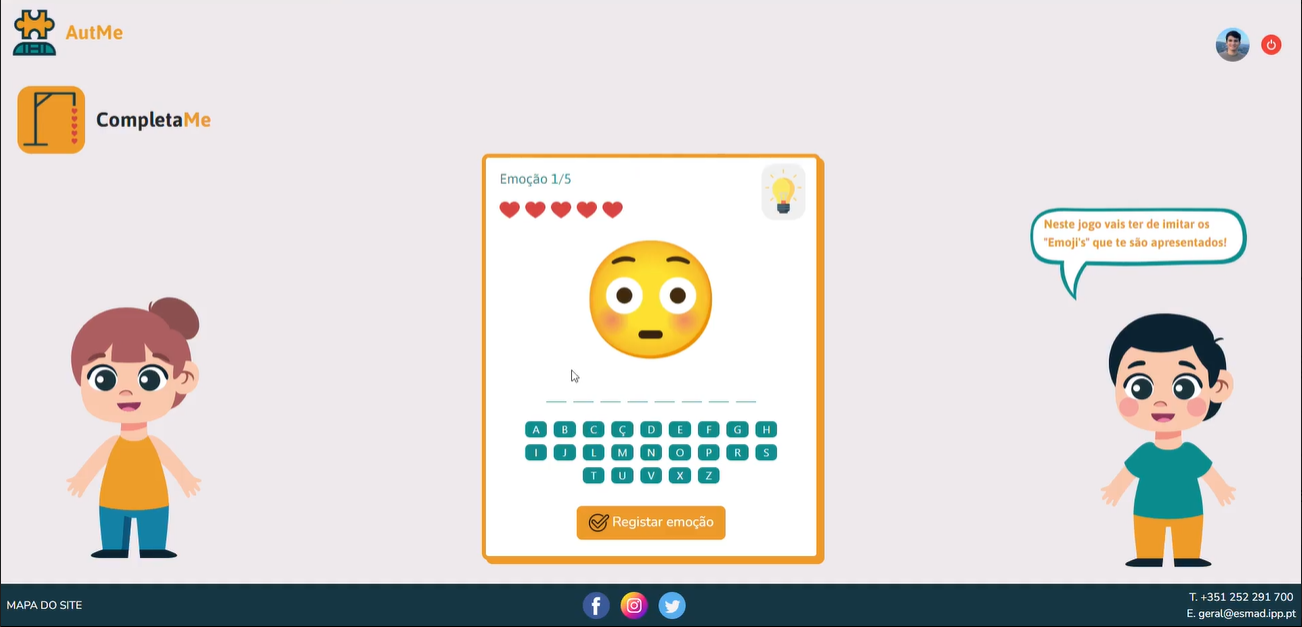 AutMe
CompletaMe
Emoção 1/5
Neste jogo vais ter de imitar os
"Emoji's" que te são apresentados!
A B C Ç D E F G H
I J L M N O P R S
T U V X Z
Registar emoção
MAPA DO SITE
T. +351 252 291 700
E. geral@esmad.ipp.pt